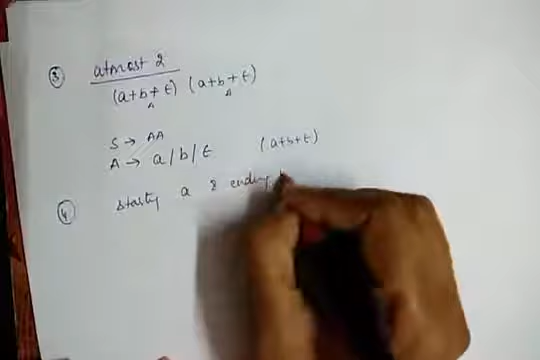 ③ atmost 2
(a+b+ε) (a+b+ε)
A A
S → AA
A → a/b/ε (a+b+ε)
④ starting a & ending